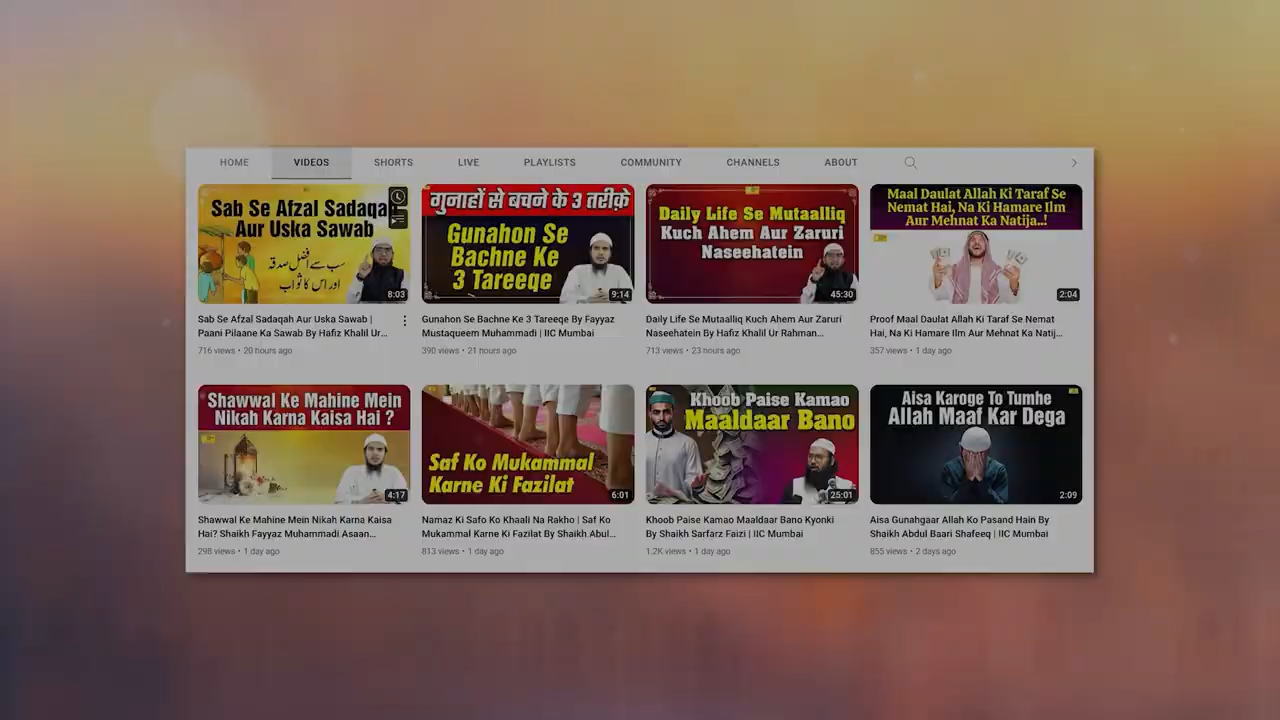 HOME VIDEOS SHORTS LIVE PLAYLISTS COMMUNITY CHANNELS ABOUT
Sab Se Afzal Sadaqah
Aur Uska Sawab
سب سے افضل صدقہ
اور اس کا ثواب
8:03
Sab Se Afzal Sadaqah Aur Uska Sawab |
Paani Pilaane Ka Sawab By Hafiz Khalil Ur...
716 views • 20 hours ago
गुनाहों से बचने के 3 तरीक़े
Gunahon Se
Bachne Ke
3 Tareeqe
9:14
Gunahon Se Bachne Ke 3 Tareeqe By Fayyaz
Mustaqueem Muhammadi | IIC Mumbai
390 views • 21 hours ago
Daily Life Se Mutaalliq
Kuch Ahem Aur Zaruri
Naseehatein
45:30
Daily Life Se Mutaalliq Kuch Ahem Aur Zaruri
Naseehatein By Hafiz Khalil Ur Rahman...
713 views • 23 hours ago
Maal Daulat Allah Ki Taraf Se
Nemat Hai, Na Ki Hamare Ilm
Aur Mehnat Ka Natija..!
2:04
Proof Maal Daulat Allah Ki Taraf Se Nemat
Hai, Na Ki Hamare Ilm Aur Mehnat Ka Natij...
357 views • 1 day ago
Shawwal Ke Mahine Mein
Nikah Karna Kaisa Hai ?
4:17
Shawwal Ke Mahine Mein Nikah Karna Kaisa
Hai? Shaikh Fayyaz Muhammadi Asaan...
298 views • 1 day ago
Saf Ko Mukammal
Karne Ki Fazilat
6:01
Namaz Ki Safo Ko Khaali Na Rakho | Saf Ko
Mukammal Karne Ki Fazilat By Shaikh Abul...
813 views • 1 day ago
Khoob Paise Kamao
Maaldaar Bano
25:01
Khoob Paise Kamao Maaldaar Bano Kyonki
By Shaikh Sarfarz Faizi | IIC Mumbai
1.2K views • 1 day ago
Aisa Karoge To Tumhe
Allah Maaf Kar Dega
2:09
Aisa Gunahgaar Allah Ko Pasand Hain By
Shaikh Abdul Baari Shafeeq | IIC Mumbai
855 views • 2 days ago